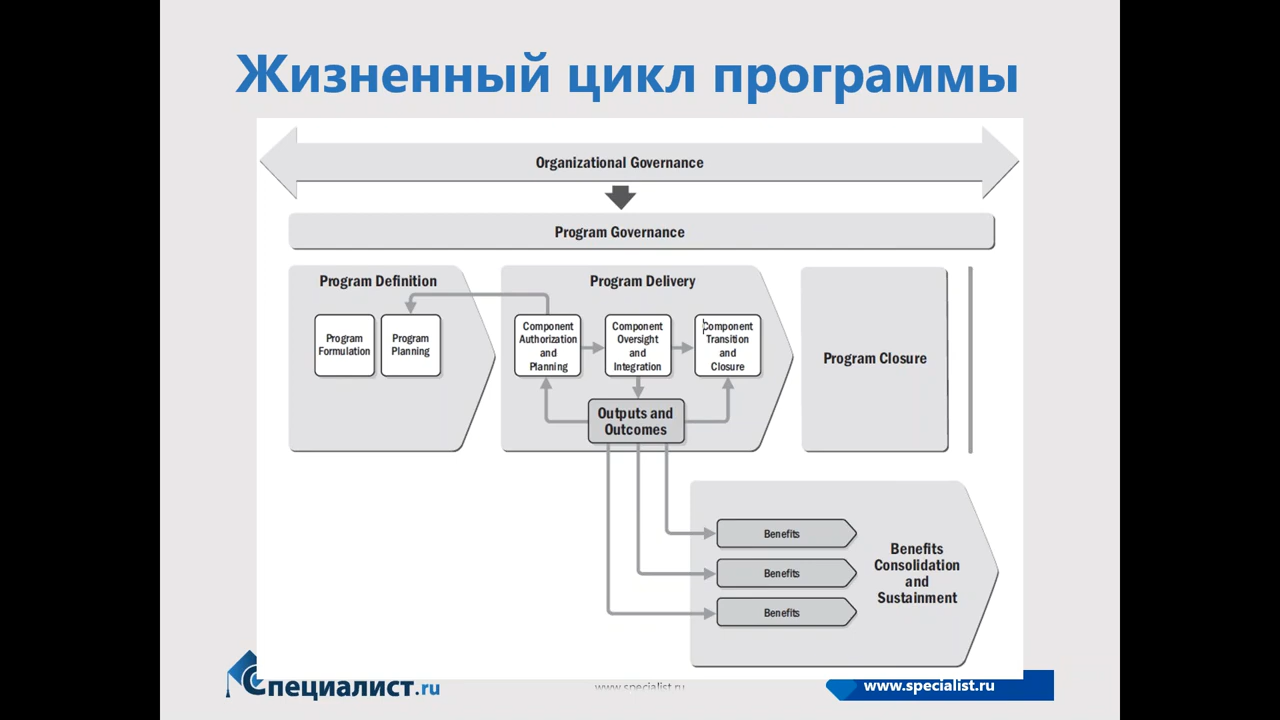 Жизненный цикл программы
Organizational Governance
Program Governance
Program Definition
Program
Formulation
Program
Planning
Program Delivery
Component
Authorization
and
Planning
Component
Oversight
and
Integration
Component
Transition
and
Closure
Outputs and
Outcomes
Program Closure
Benefits
Benefits
Benefits
Benefits
Consolidation
and
Sustainment
Специалист.ru
www.specialist.ru
www.specialist.ru